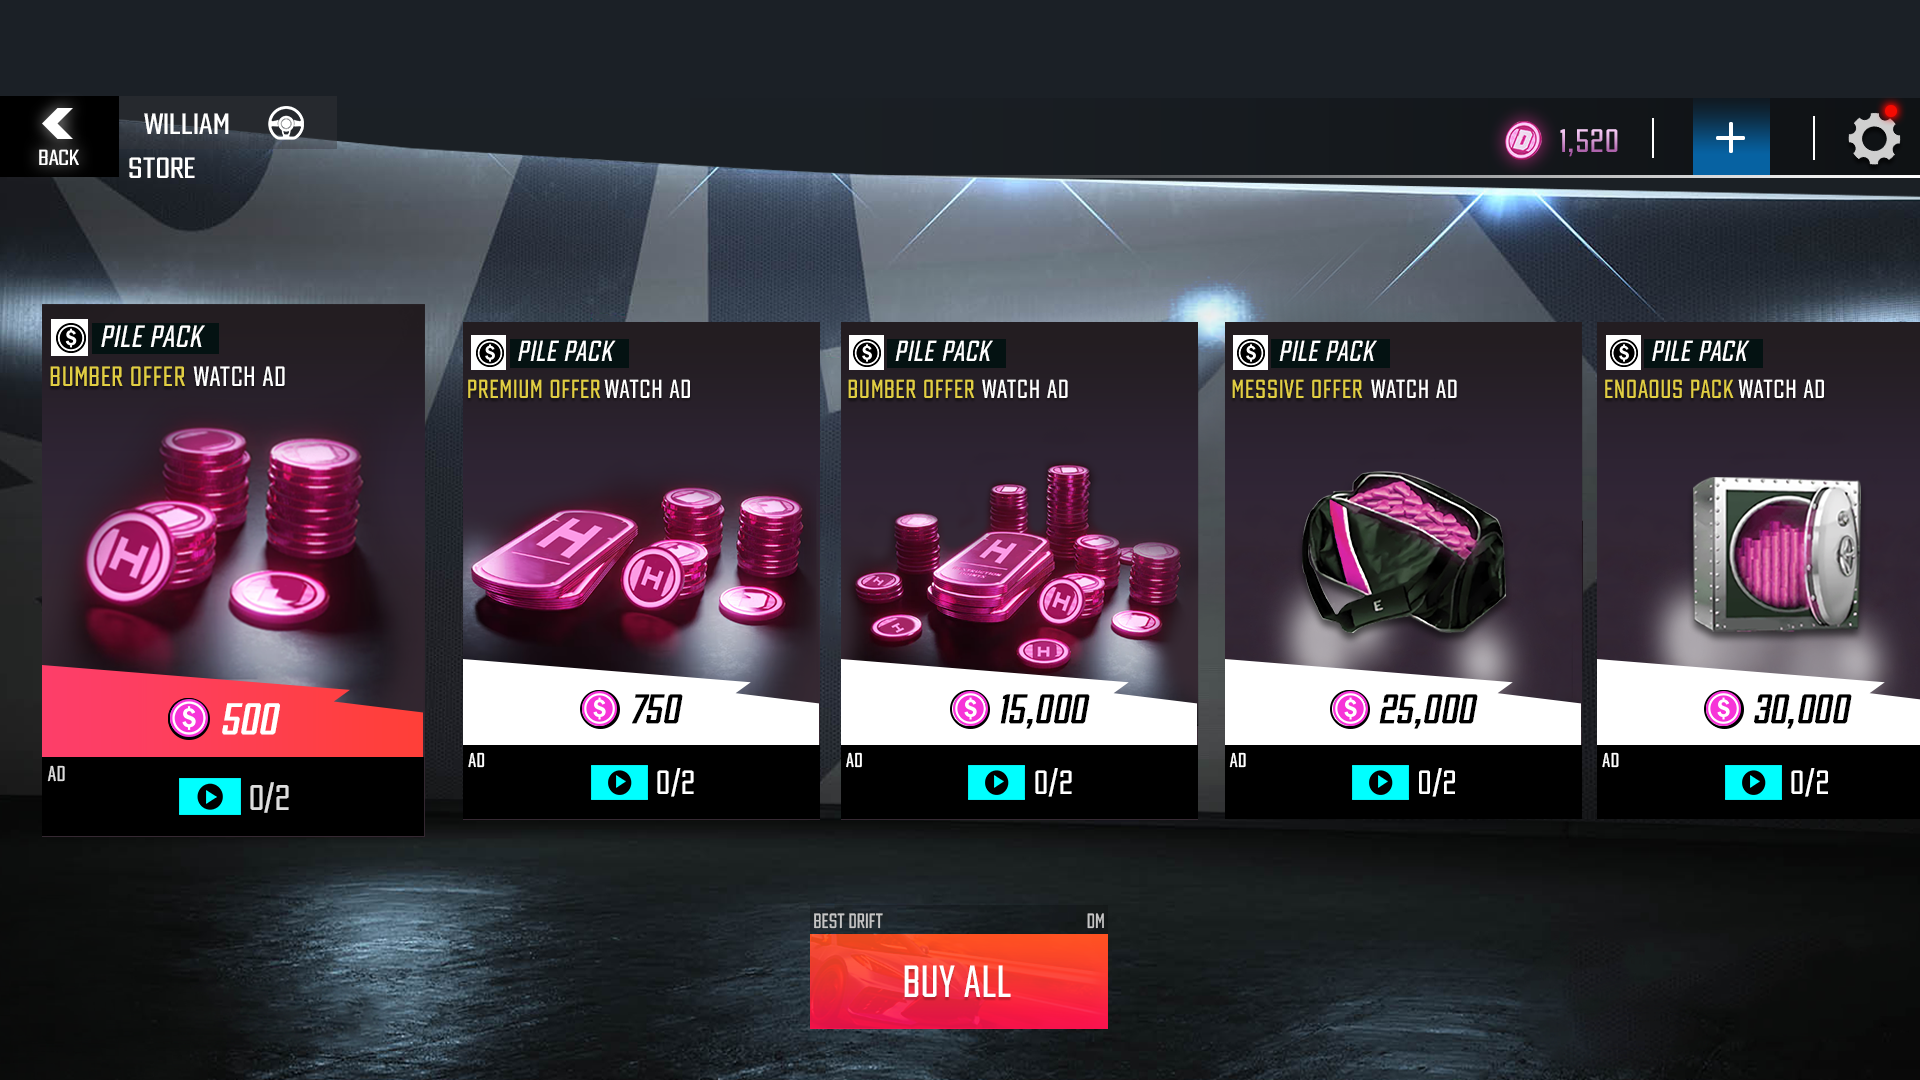 BACK
WILLIAM
STORE
1,520
PILE PACK
BUMBER OFFER WATCH AD
H
500
AD
0/2
PILE PACK
PREMIUM OFFER WATCH AD
H
H
750
AD
0/2
PILE PACK
BUMBER OFFER WATCH AD
H
H
H
H
H
15,000
AD
0/2
PILE PACK
MESSIVE OFFER WATCH AD
E
25,000
AD
0/2
PILE PACK
ENOAOUS PACK WATCH AD
30,000
AD
0/2
BEST DRIFT
DM
BUY ALL